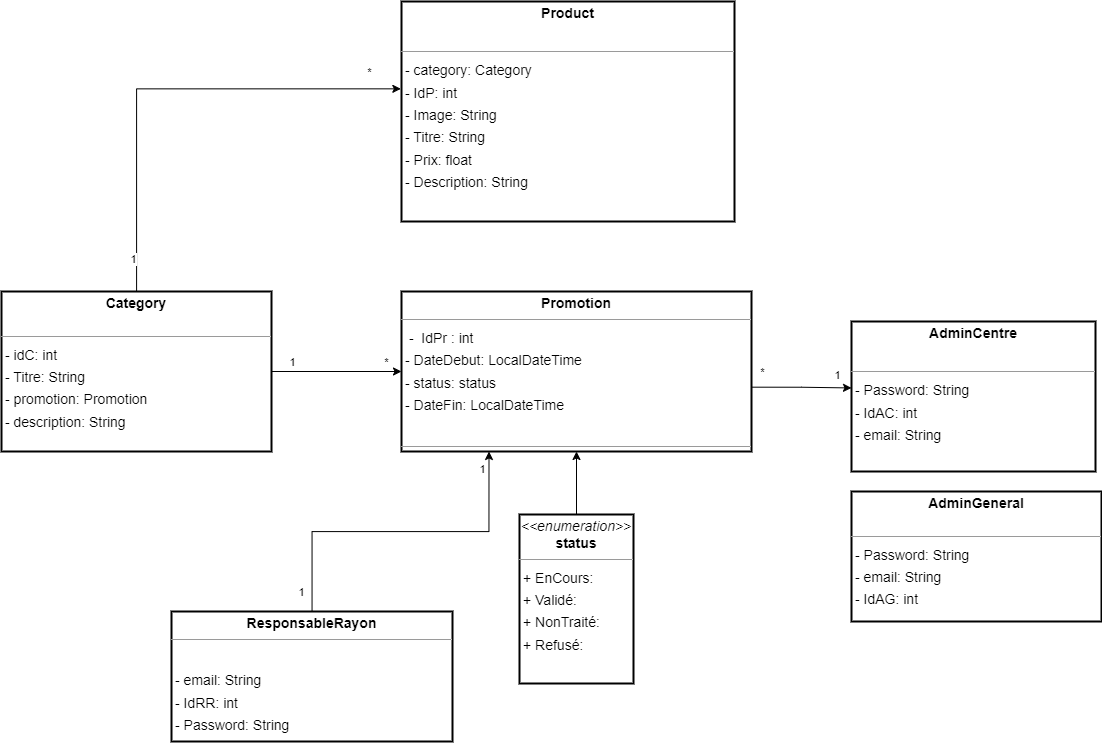 Product
- category: Category
- IdP: int
- Image: String
- Titre: String
- Prix: float
- Description: String
*
1
Category
- idC: int
- Titre: String
- promotion: Promotion
- description: String
1
*
Promotion
- IdPr : int
- DateDebut: LocalDateTime
- status: status
- DateFin: LocalDateTime
*
1
AdminCentre
- Password: String
- IdAC: int
- email: String
AdminGeneral
- Password: String
- email: String
- IdAG: int
1
1
<<enumeration>>
status
+ EnCours:
+ Validé:
+ NonTraité:
+ Refusé:
ResponsableRayon
- email: String
- IdRR: int
- Password: String